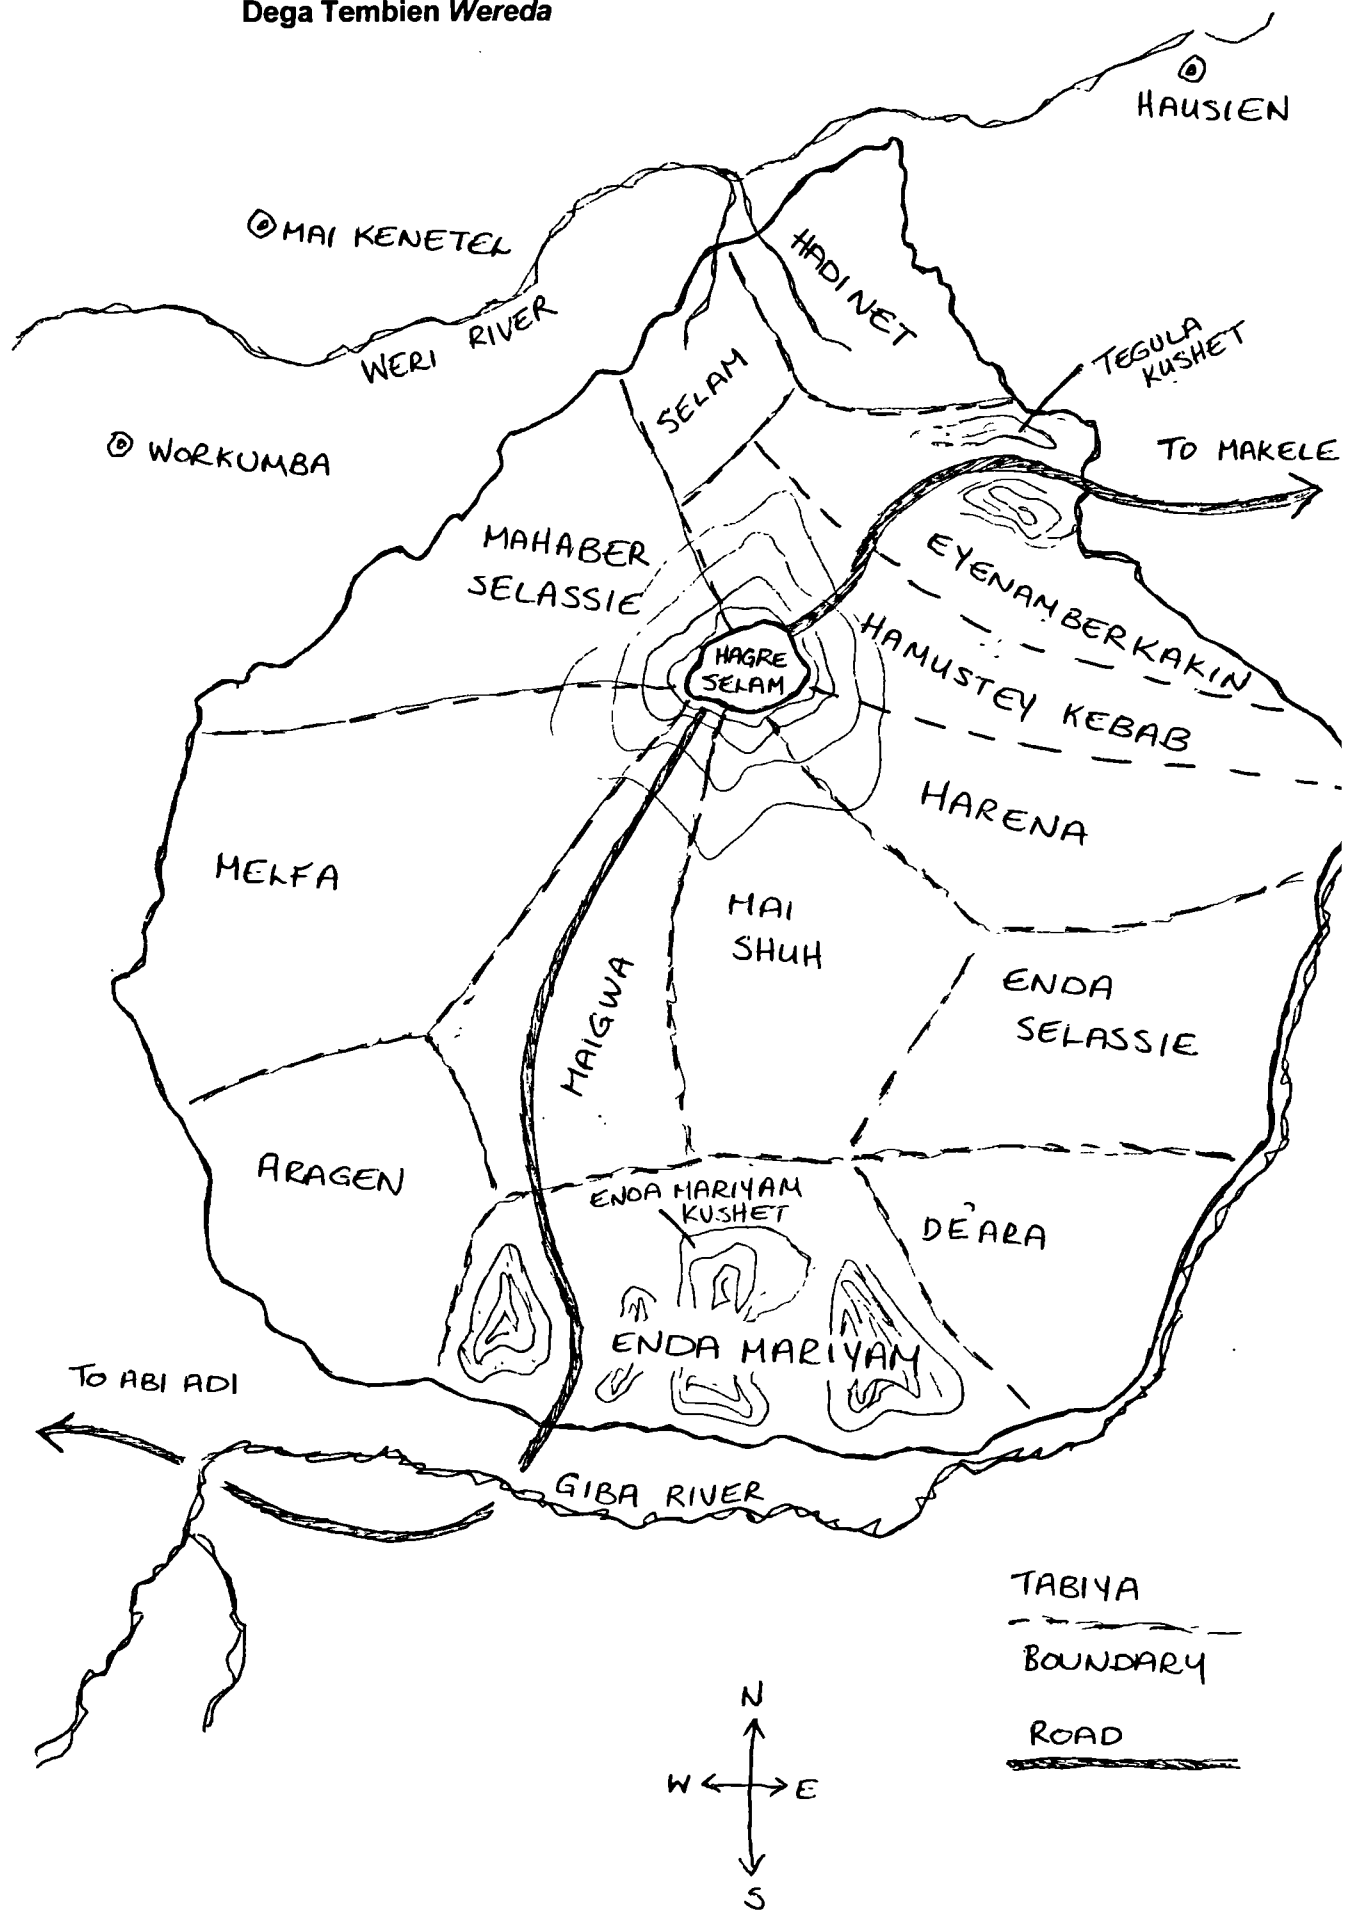 Dega Tembien Wereda
HAUSIEN
MAI KENETEL
HADINET
WERI RIVER
TEGULA
KUSHET
SELAM
WORKUMBA
TO MAKELE
MAHABER
SELASSIE
EYENAMBERKAKIN
HAMUSTEY KEBAB
HAGRE
SELAM
HARENA
MELFA
MAI
SHUH
MAIGWA
ENDA
SELASSIE
ARAGEN
ENDA MARIYAM
KUSHET
DE'ARA
ENDA MARIYAM
TO ABI ADI
GIBA RIVER
TABIYA
BOUNDARY
ROAD
N
W E
S